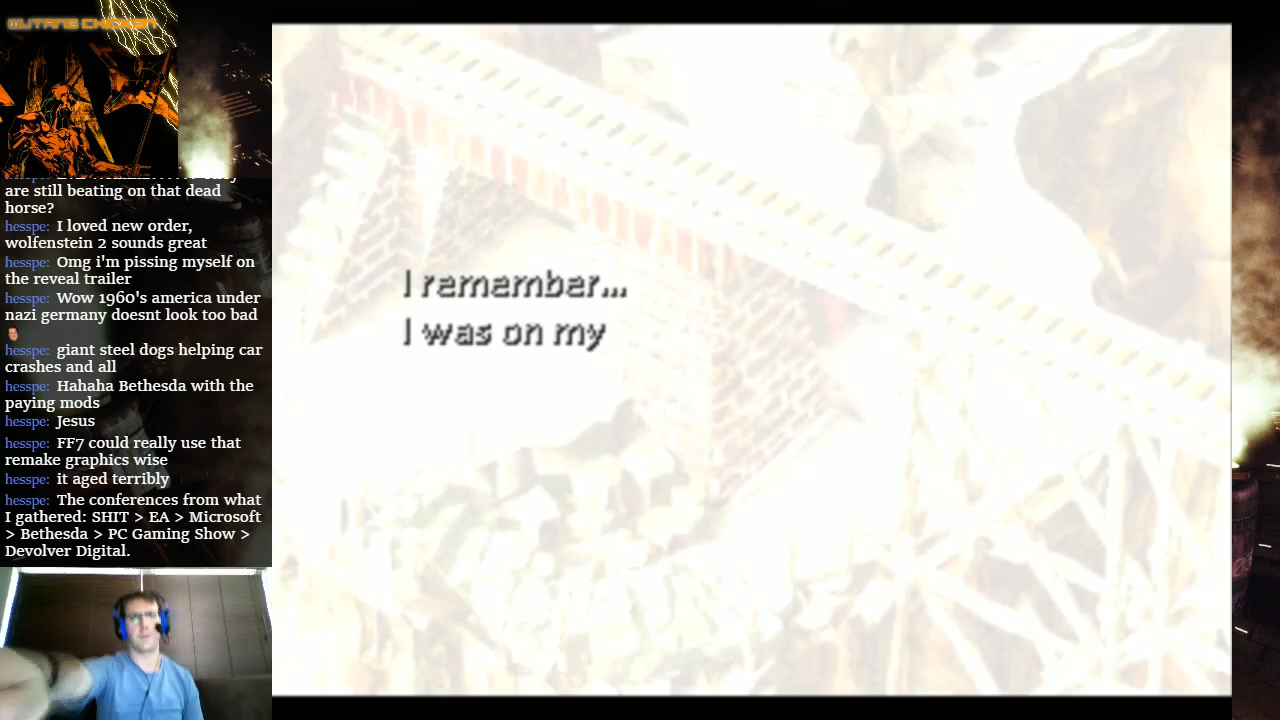 WUTANG CHICKEN
are still beating on that dead
horse?
hesspe: I loved new order,
wolfenstein 2 sounds great
hesspe: Omg i'm pissing myself on
the reveal trailer
hesspe: Wow 1960's america under
nazi germany doesnt look too bad
hesspe: giant steel dogs helping car
crashes and all
hesspe: Hahaha Bethesda with the
paying mods
hesspe: Jesus
hesspe: FF7 could really use that
remake graphics wise
hesspe: it aged terribly
hesspe: The conferences from what
I gathered: SHIT > EA > Microsoft
> Bethesda > PC Gaming Show >
Devolver Digital.
I remember...
I was on my